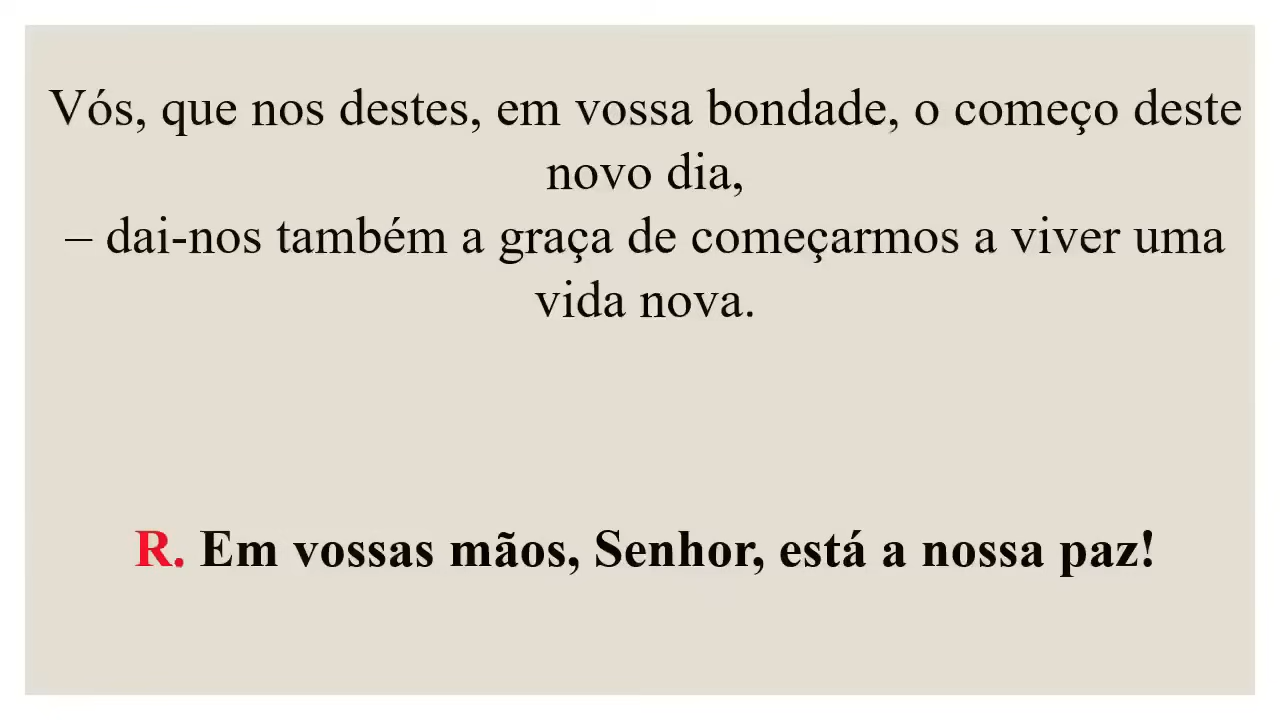 Vós, que nos destes, em vossa bondade, o começo deste
novo dia,
– dai-nos também a graça de começarmos a viver uma
vida nova.
R. Em vossas mãos, Senhor, está a nossa paz!